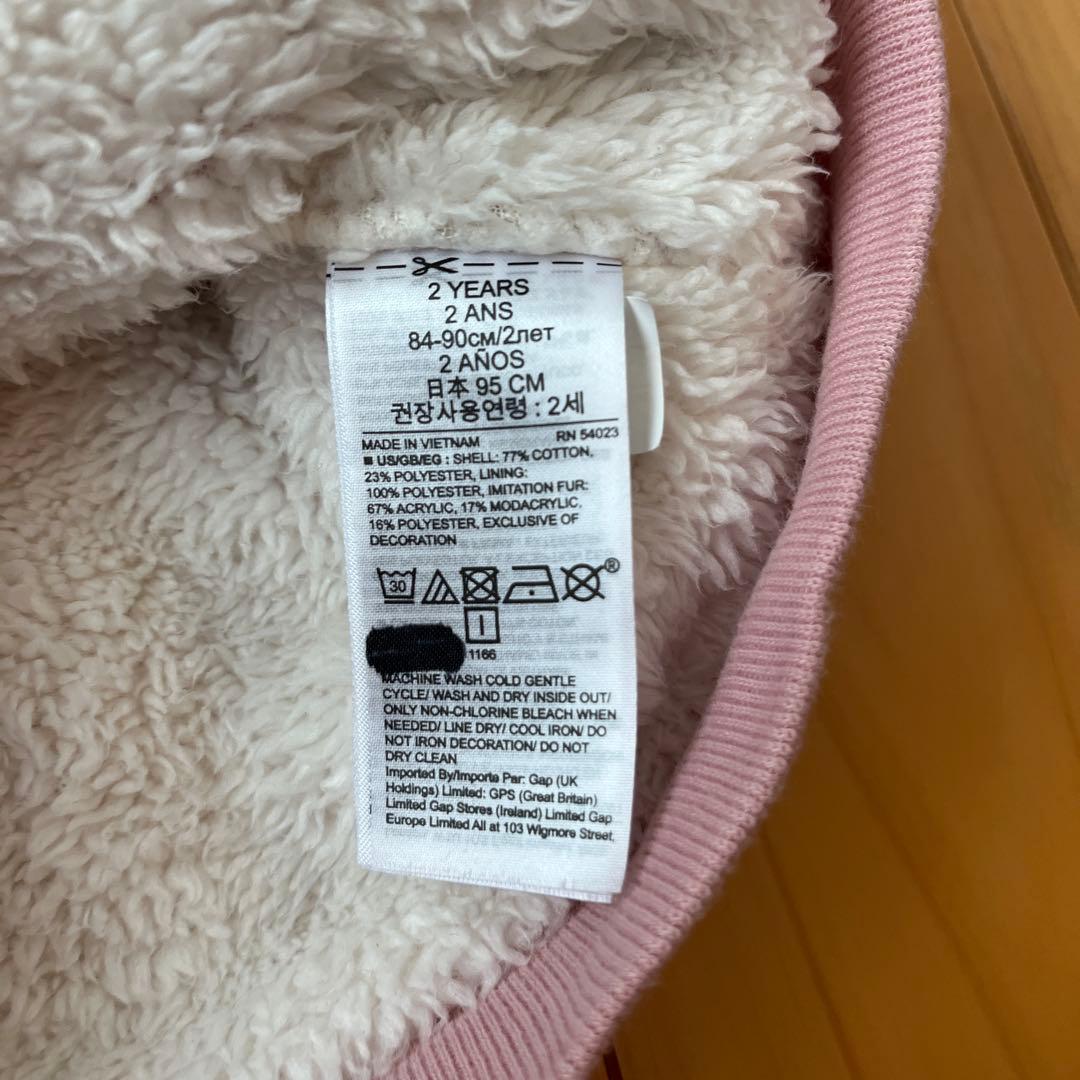 2 YEARS
2 ANS
84-90см/2лет
2 AÑOS
日本 95 CM
권장사용연령 : 2세
MADE IN VIETNAM RN 54023
■ US/GB/EG : SHELL: 77% COTTON,
23% POLYESTER, LINING:
100% POLYESTER, IMITATION FUR:
67% ACRYLIC, 17% MODACRYLIC,
16% POLYESTER, EXCLUSIVE OF
DECORATION
30
®
1166
MACHINE WASH COLD GENTLE
CYCLE/ WASH AND DRY INSIDE OUT/
ONLY NON-CHLORINE BLEACH WHEN
NEEDED/ LINE DRY/ COOL IRON/ DO
NOT IRON DECORATION/ DO NOT
DRY CLEAN
Imported By/Importe Par: Gap (UK
Holdings) Limited: GPS (Great Britain)
Limited Gap Stores (Ireland) Limited Gap
Europe Limited All at 103 Wigmore Street,